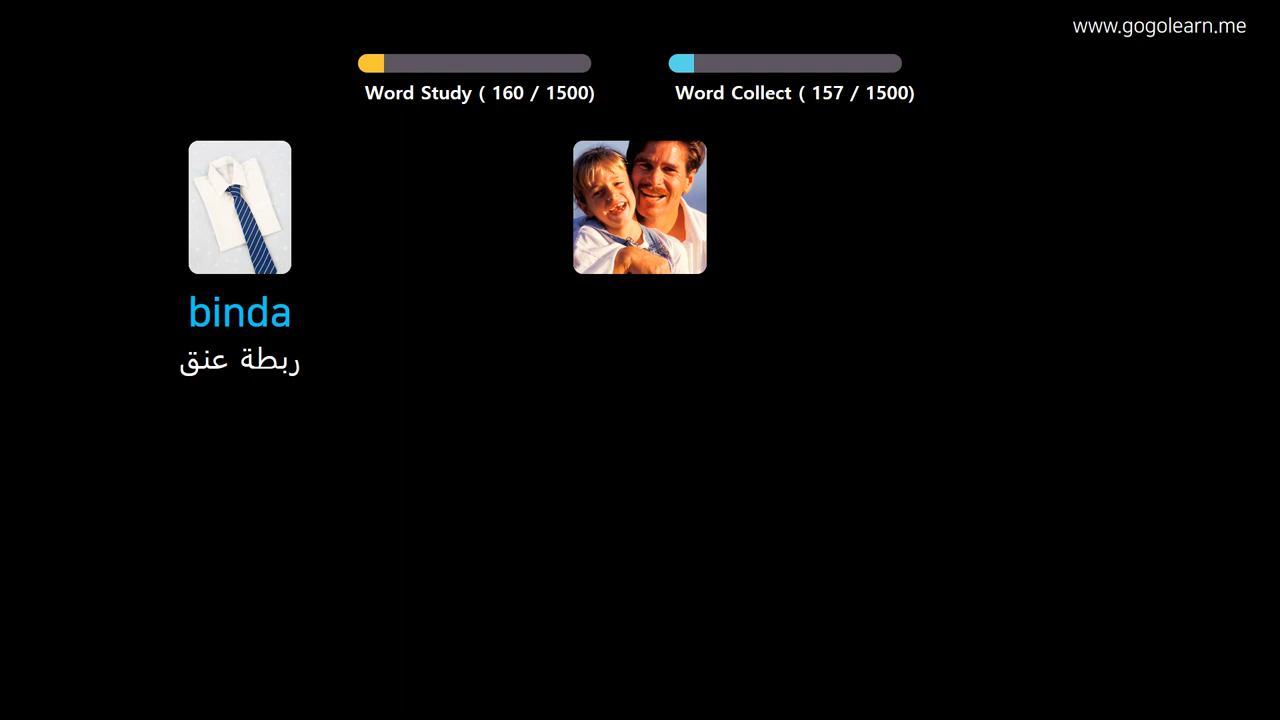 www.gogolearn.me
Word Study ( 160 / 1500)
Word Collect ( 157 / 1500)
binda
ربطة عنق